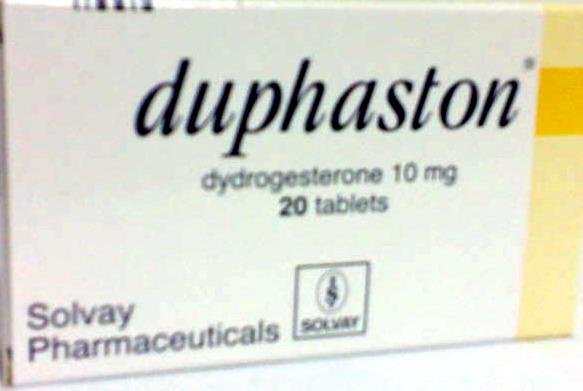 duphaston®
dydrogesterone 10 mg
20 tablets
Solvay
Pharmaceuticals
SOLVAY